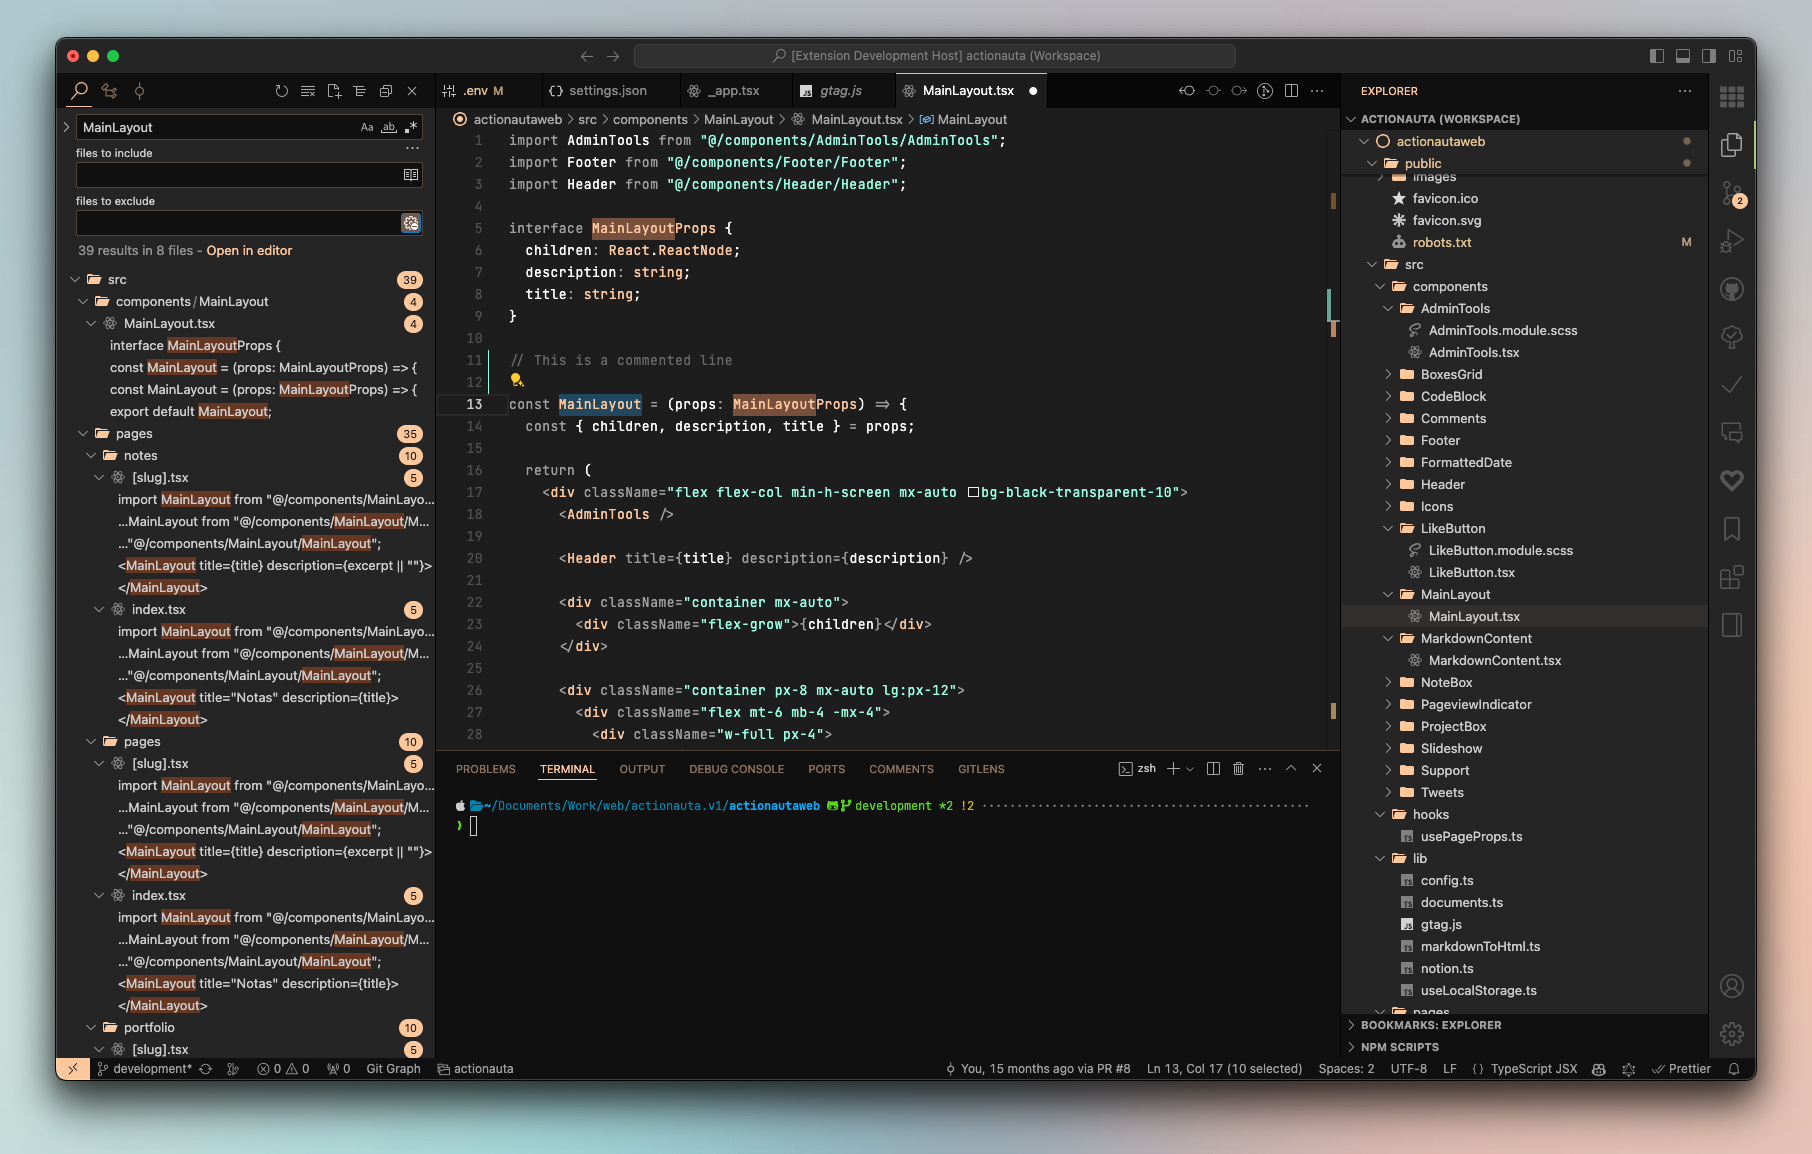 [Extension Development Host] actionauta (Workspace)
MainLayout
Aa
ab
files to include
files to exclude
39 results in 8 files - Open in editor
src 39
components/MainLayout 4
MainLayout.tsx 4
interface MainLayoutProps {
const MainLayout = (props: MainLayoutProps) => {
const MainLayout = (props: MainLayoutProps) => {
export default MainLayout;
pages 35
notes 10
[slug].tsx 5
import MainLayout from "@/components/MainLayo...
...MainLayout from "@/components/MainLayout/M...
..."@/components/MainLayout/MainLayout";
<MainLayout title={title} description={excerpt || ""}>
</MainLayout>
index.tsx 5
import MainLayout from "@/components/MainLayo...
...MainLayout from "@/components/MainLayout/M...
..."@/components/MainLayout/MainLayout";
<MainLayout title="Notas" description={title}>
</MainLayout>
pages 10
[slug].tsx 5
import MainLayout from "@/components/MainLayo...
...MainLayout from "@/components/MainLayout/M...
..."@/components/MainLayout/MainLayout";
<MainLayout title={title} description={excerpt || ""}>
</MainLayout>
index.tsx 5
import MainLayout from "@/components/MainLayo...
...MainLayout from "@/components/MainLayout/M...
..."@/components/MainLayout/MainLayout";
<MainLayout title="Notas" description={title}>
</MainLayout>
portfolio 10
[slug].tsx 5
.env M
{} settings.json
_app.tsx
JS gtag.js
MainLayout.tsx
actionautaweb > src > components > MainLayout > MainLayout.tsx > MainLayout
1 import AdminTools from "@/components/AdminTools/AdminTools";
2 import Footer from "@/components/Footer/Footer";
3 import Header from "@/components/Header/Header";
4
5 interface MainLayoutProps {
6 children: React.ReactNode;
7 description: string;
8 title: string;
9 }
10
11 // This is a commented line
12
13 const MainLayout = (props: MainLayoutProps) => {
14 const { children, description, title } = props;
15
16 return (
17 <div className="flex flex-col min-h-screen mx-auto bg-black-transparent-10">
18 <AdminTools />
19
20 <Header title={title} description={description} />
21
22 <div className="container mx-auto">
23 <div className="flex-grow">{children}</div>
24 </div>
25
26 <div className="container px-8 mx-auto lg:px-12">
27 <div className="flex mt-6 mb-4 -mx-4">
28 <div className="w-full px-4">
PROBLEMS
TERMINAL
OUTPUT
DEBUG CONSOLE
PORTS
COMMENTS
GITLENS
zsh
~/Documents/Work/web/actionauta.v1/actionautaweb development *2 !2
❯
EXPLORER
ACTIONAUTA (WORKSPACE)
actionautaweb
public
images
favicon.ico
favicon.svg
robots.txt M
src
components
AdminTools
AdminTools.module.scss
AdminTools.tsx
BoxesGrid
CodeBlock
Comments
Footer
FormattedDate
Header
Icons
LikeButton
LikeButton.module.scss
LikeButton.tsx
MainLayout
MainLayout.tsx
MarkdownContent
MarkdownContent.tsx
NoteBox
PageviewIndicator
ProjectBox
Slideshow
Support
Tweets
hooks
TS usePageProps.ts
lib
TS config.ts
TS documents.ts
JS gtag.js
TS markdownToHtml.ts
TS notion.ts
TS useLocalStorage.ts
pages
BOOKMARKS: EXPLORER
NPM SCRIPTS
2
development*
0
0
0
Git Graph
actionauta
You, 15 months ago via PR #8
Ln 13, Col 17 (10 selected)
Spaces: 2
UTF-8
LF
{} TypeScript JSX
Prettier